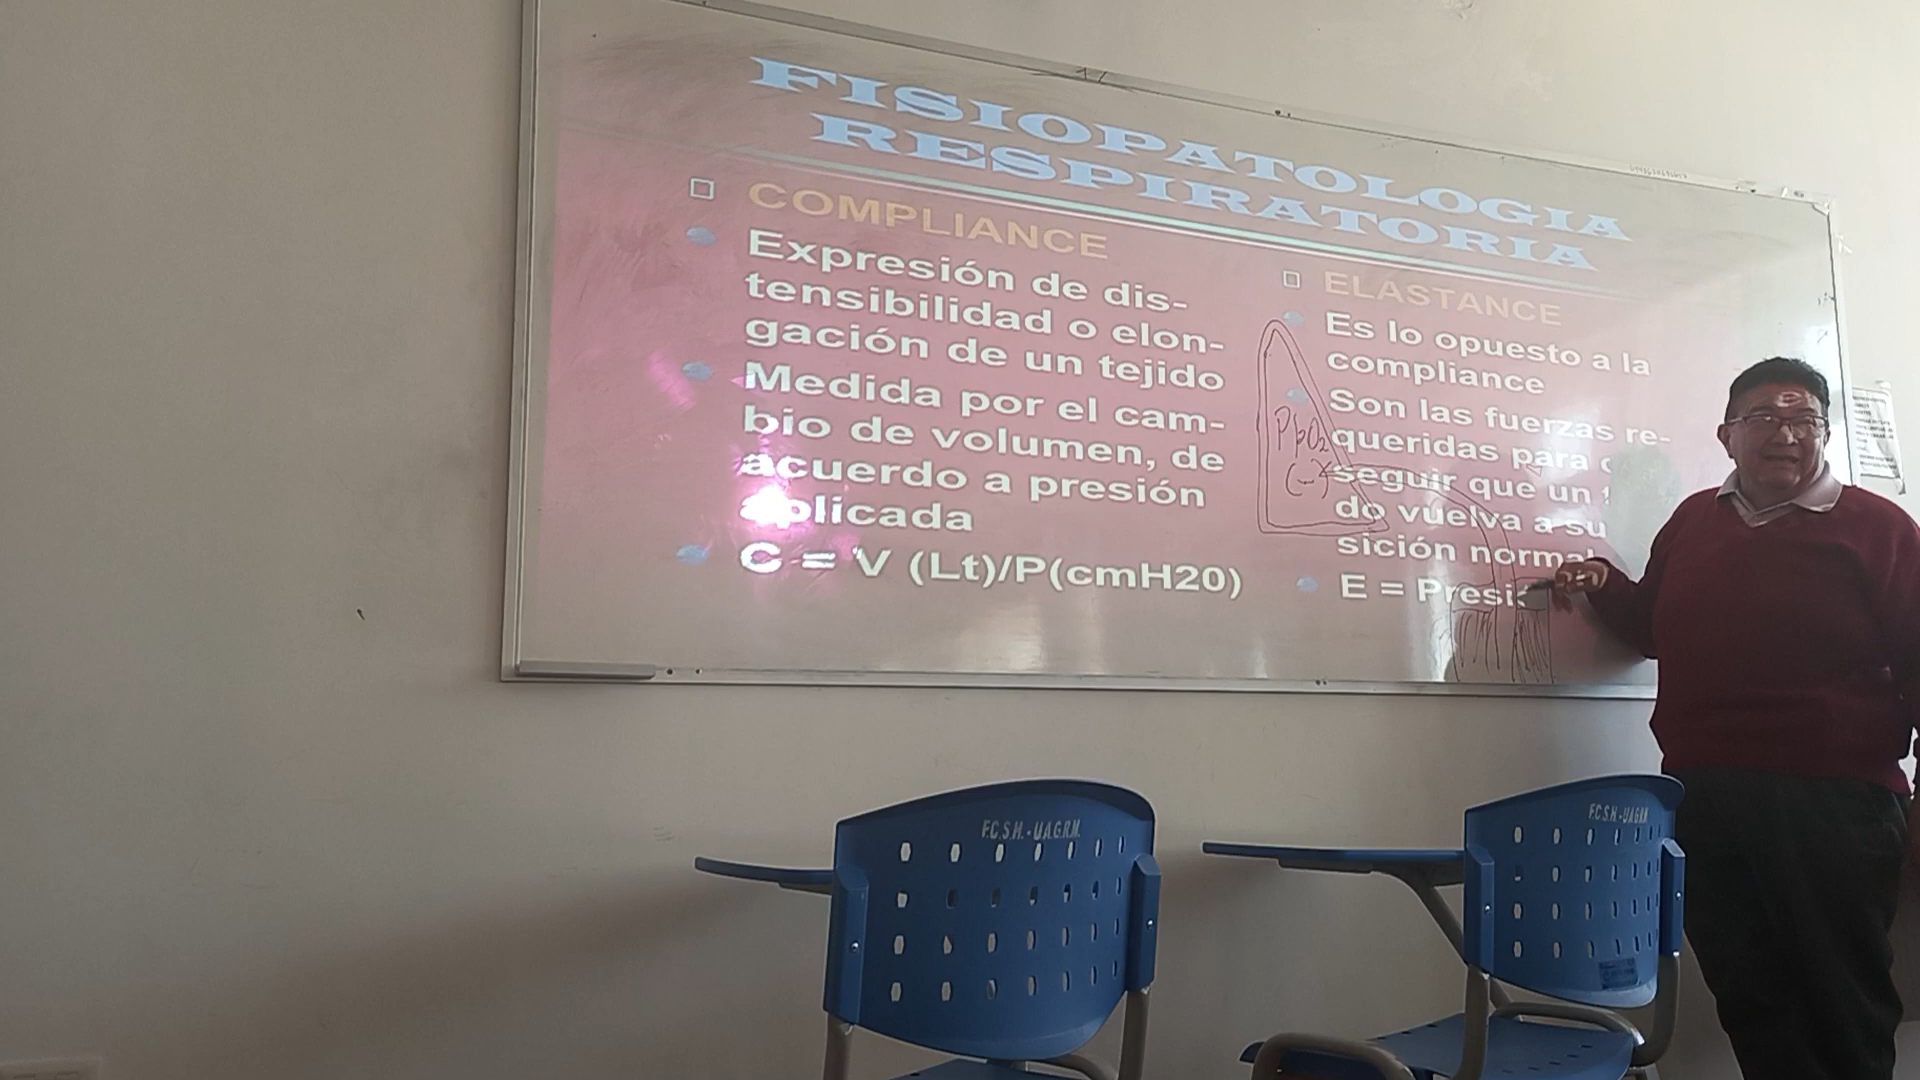 FISIOPATOLOGIA
RESPIRATORIA
COMPLIANCE
Expresión de dis-
tensibilidad o elon-
gación de un tejido
Medida por el cam-
bio de volumen, de
acuerdo a presión
aplicada
C = V (Lt)/P(cmH20)
ELASTANCE
Es lo opuesto a la
compliance
Son las fuerzas re-
queridas para
seguir que un
do vuelva a su
sición normal
E = Presi
PpO2
(-)
F.C.S.H. - U.A.G.R.M.
F.C.S.H. - U.A.G.R.M.